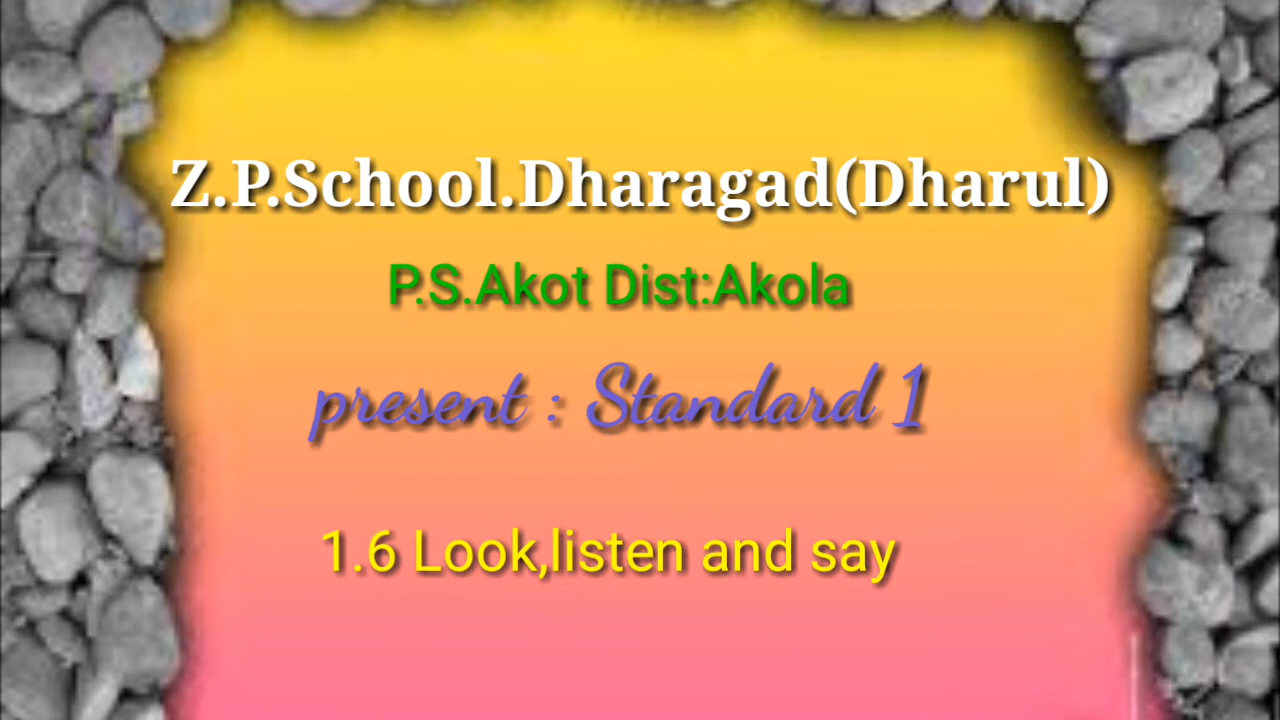 Z.P.School.Dharagad(Dharul)
P.S.Akot Dist:Akola
present : Standard 1
1.6 Look,listen and say